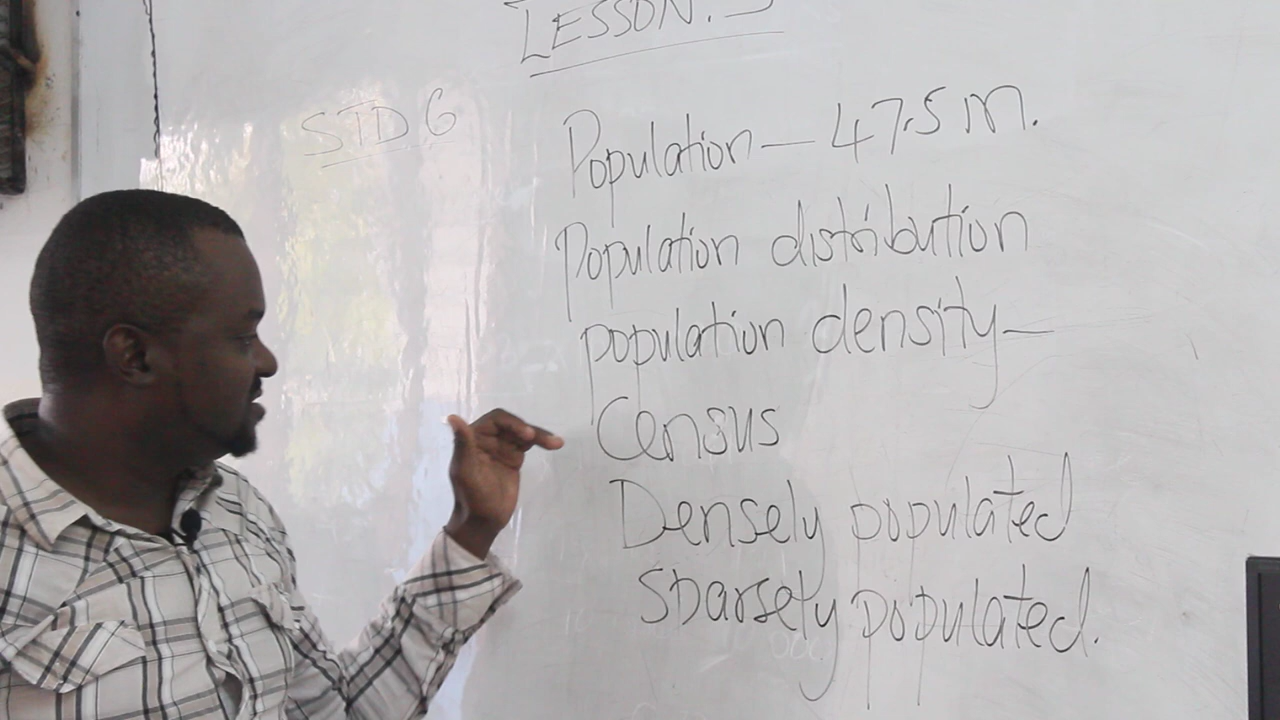 LESSON.
STD 6
Population — 47.5 m.
Population distribution
population density —
Census
Densely populated
Sparsely populated.